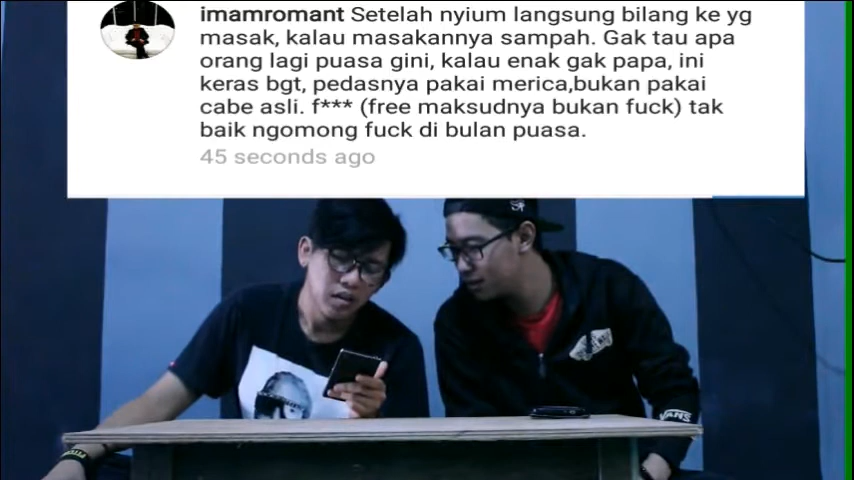 imamromant Setelah nyium langsung bilang ke yg
masak, kalau masakannya sampah. Gak tau apa
orang lagi puasa gini, kalau enak gak papa, ini
keras bgt, pedasnya pakai merica,bukan pakai
cabe asli. f*** (free maksudnya bukan fuck) tak
baik ngomong fuck di bulan puasa.
45 seconds ago
VANS